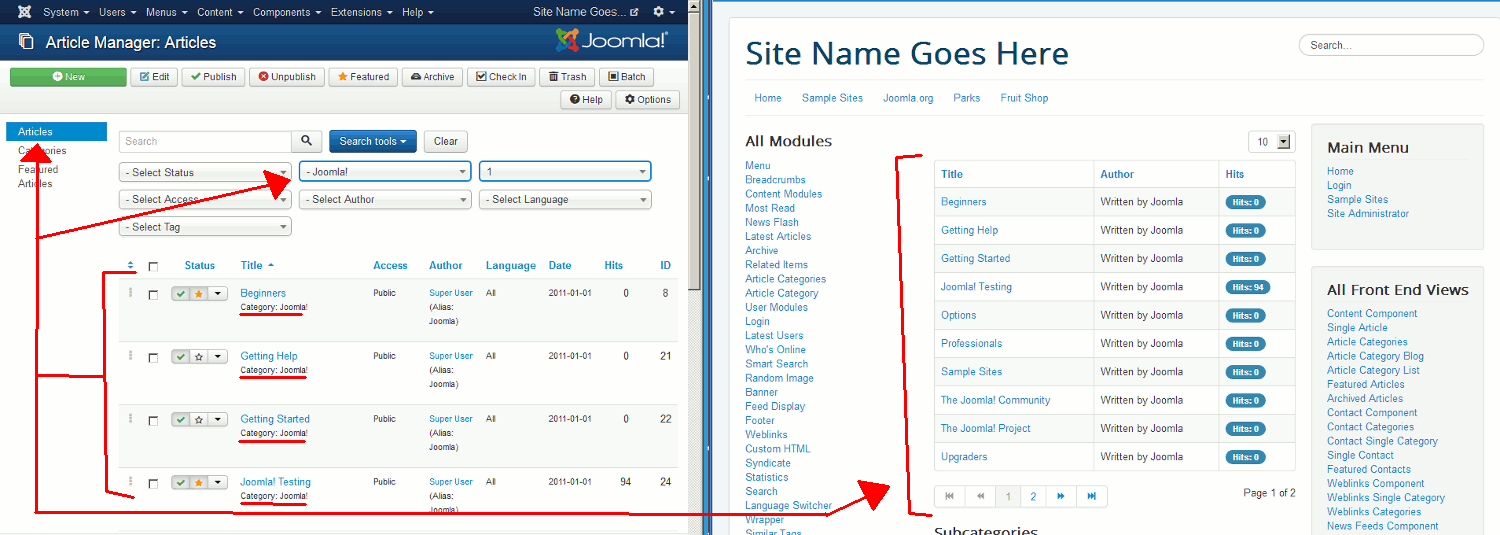 System Users Menus Content Components Extensions Help Site Name Goes...
Article Manager: Articles Joomla!®
New Edit Publish Unpublish Featured Archive Check In Trash Batch
Help Options
Articles
Categories
Featured
Articles
Search Search tools Clear
- Select Status - Joomla! 1
- Select Access - Select Author - Select Language
- Select Tag
Status Title Access Author Language Date Hits ID
Beginners Public Super User All 2011-01-01 0 8
Category: Joomla! (Alias:
Joomla)
Getting Help Public Super User All 2011-01-01 0 21
Category: Joomla! (Alias:
Joomla)
Getting Started Public Super User All 2011-01-01 0 22
Category: Joomla! (Alias:
Joomla)
Joomla! Testing Public Super User All 2011-01-01 94 24
Category: Joomla! (Alias:
Joomla)
Site Name Goes Here
Search...
Home Sample Sites Joomla.org Parks Fruit Shop
All Modules
Menu
Breadcrumbs
Content Modules
Most Read
News Flash
Latest Articles
Archive
Related Items
Article Categories
Article Category
User Modules
Login
Latest Users
Who's Online
Smart Search
Random Image
Banner
Feed Display
Footer
Weblinks
Custom HTML
Syndicate
Statistics
Search
Language Switcher
Wrapper
Similar Tags
10
Title Author Hits
Beginners Written by Joomla Hits: 0
Getting Help Written by Joomla Hits: 0
Getting Started Written by Joomla Hits: 0
Joomla! Testing Written by Joomla Hits: 94
Options Written by Joomla Hits: 0
Professionals Written by Joomla Hits: 0
Sample Sites Written by Joomla Hits: 0
The Joomla! Community Written by Joomla Hits: 0
The Joomla! Project Written by Joomla Hits: 0
Upgraders Written by Joomla Hits: 0
1 2
Page 1 of 2
Subcategories
Main Menu
Home
Login
Sample Sites
Site Administrator
All Front End Views
Content Component
Single Article
Article Categories
Article Category Blog
Article Category List
Featured Articles
Archived Articles
Contact Component
Contact Categories
Contact Single Category
Single Contact
Featured Contacts
Weblinks Component
Weblinks Single Category
Weblinks Categories
News Feeds Component